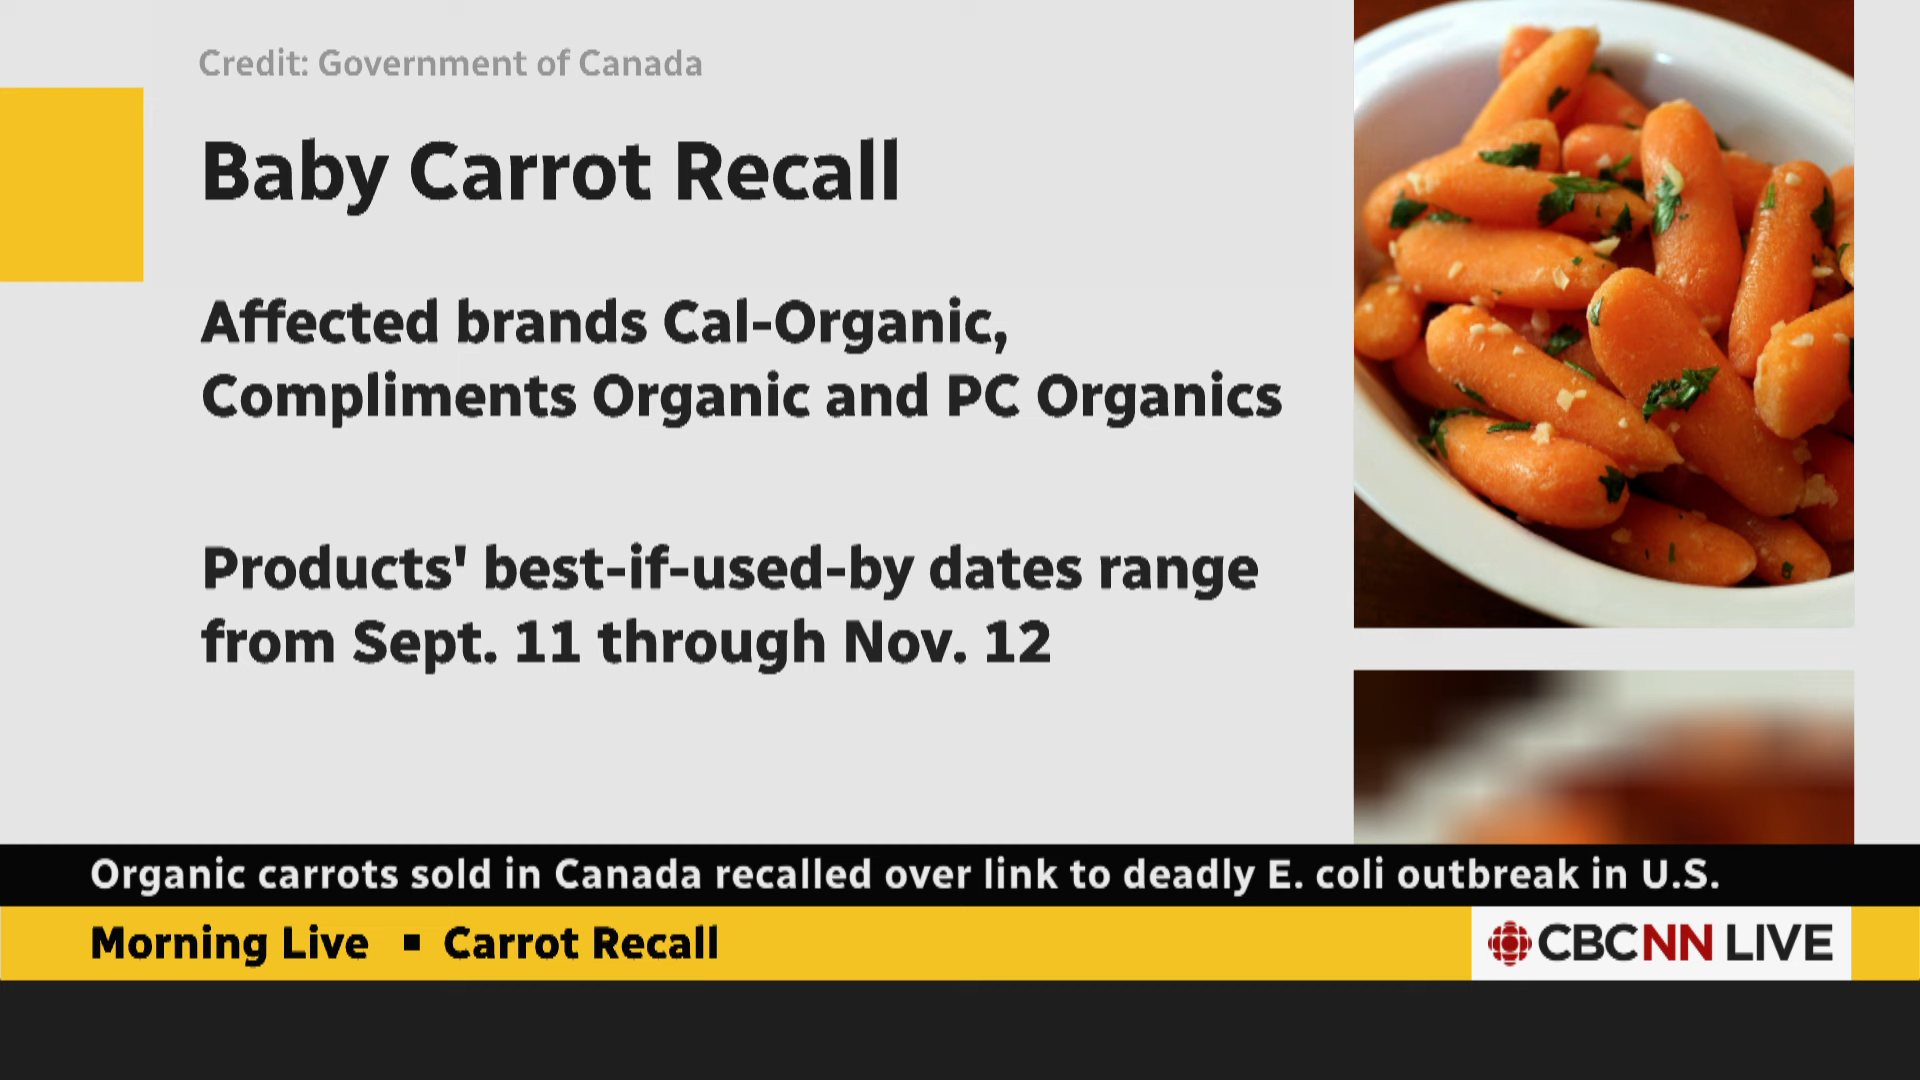 Credit: Government of Canada
Baby Carrot Recall
Affected brands Cal-Organic,
Compliments Organic and PC Organics
Products' best-if-used-by dates range
from Sept. 11 through Nov. 12
Organic carrots sold in Canada recalled over link to deadly E. coli outbreak in U.S.
Morning Live ▪ Carrot Recall
CBCNN LIVE